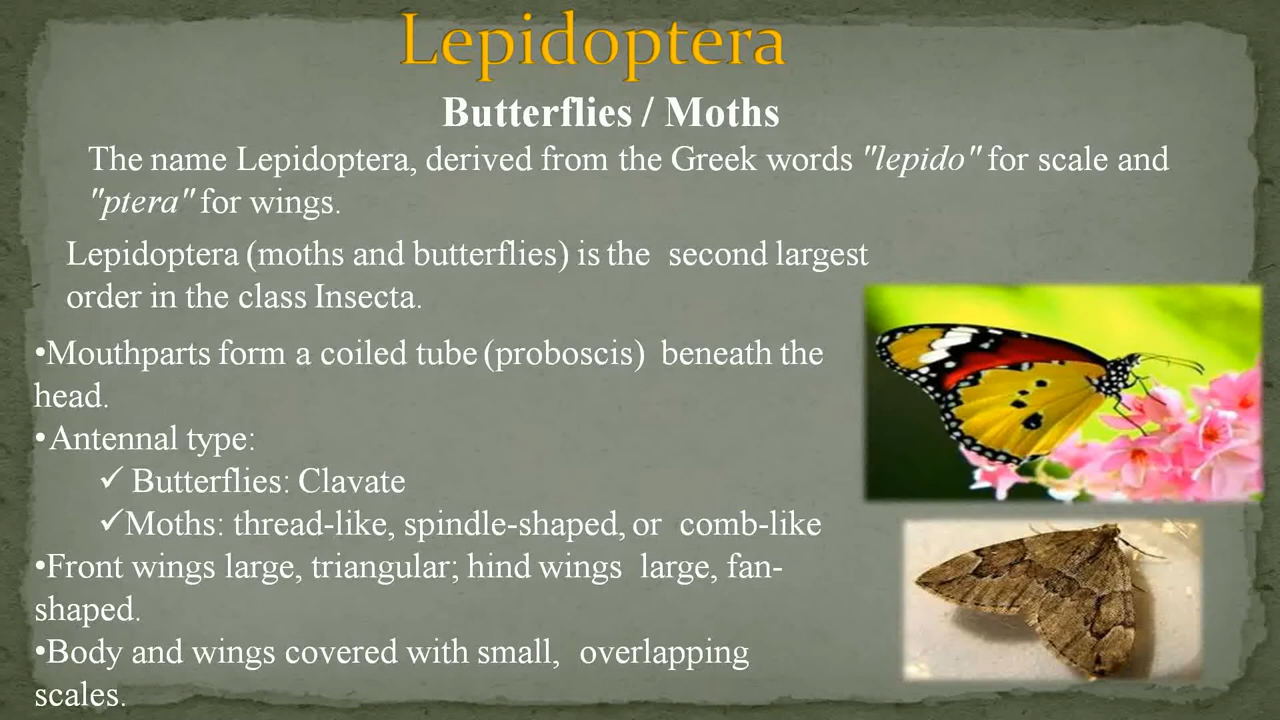 Lepidoptera
Butterflies / Moths
The name Lepidoptera, derived from the Greek words "lepido" for scale and
"ptera" for wings.
Lepidoptera (moths and butterflies) is the second largest
order in the class Insecta.
•Mouthparts form a coiled tube (proboscis) beneath the
head.
•Antennal type:
✓ Butterflies: Clavate
✓Moths: thread-like, spindle-shaped, or comb-like
•Front wings large, triangular; hind wings large, fan-
shaped.
•Body and wings covered with small, overlapping
scales.